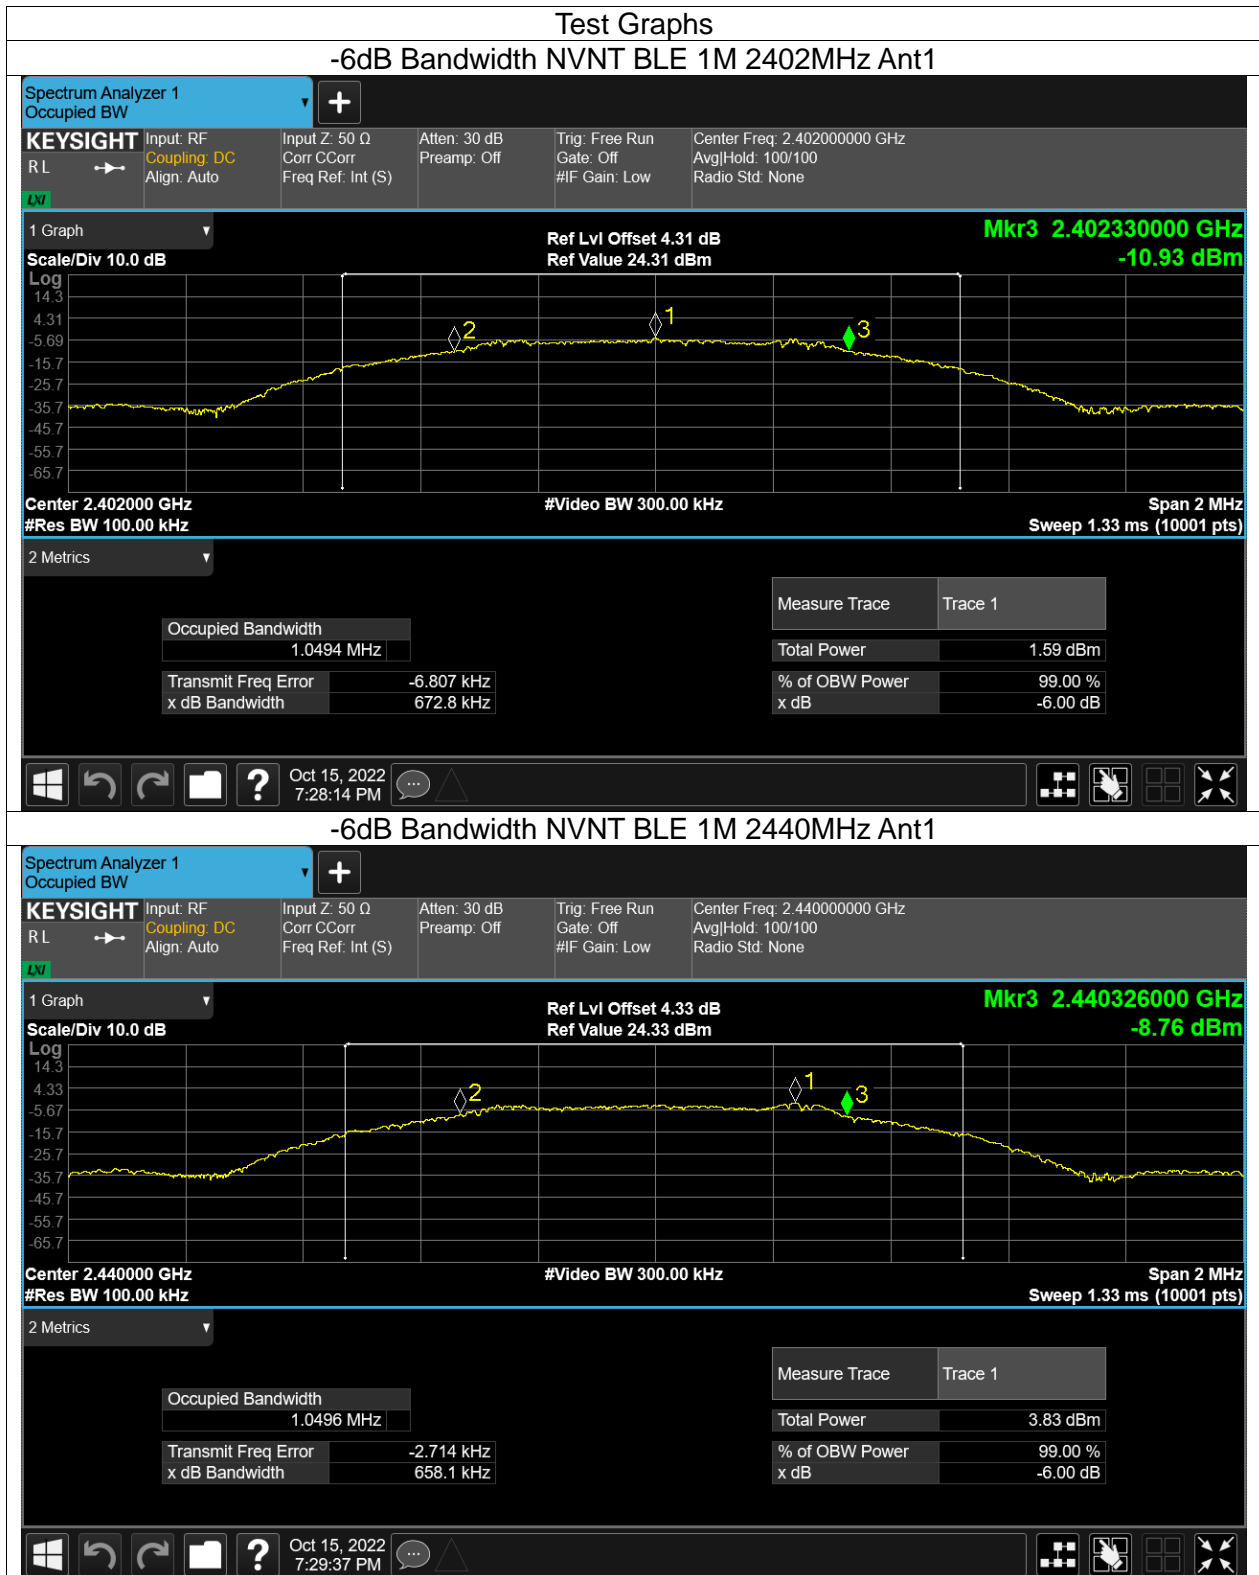 Test Graphs
-6dB Bandwidth NVNT BLE 1M 2402MHz Ant1
Spectrum Analyzer 1
Occupied BW
+
KEYSIGHT Input: RF Input Z: 50 Ω Atten: 30 dB Trig: Free Run Center Freq: 2.402000000 GHz
R L Coupling: DC Corr CCorr Preamp: Off Gate: Off Avg|Hold: 100/100
Align: Auto Freq Ref: Int (S) #IF Gain: Low Radio Std: None
LXI
1 Graph Ref Lvl Offset 4.31 dB Mkr3 2.402330000 GHz
Scale/Div 10.0 dB Ref Value 24.31 dBm -10.93 dBm
Log
14.3
4.31
-5.69
-15.7
-25.7
-35.7
-45.7
-55.7
-65.7
2
1
3
Center 2.402000 GHz #Video BW 300.00 kHz Span 2 MHz
#Res BW 100.00 kHz Sweep 1.33 ms (10001 pts)
2 Metrics
Measure Trace Trace 1
Occupied Bandwidth
1.0494 MHz Total Power 1.59 dBm
Transmit Freq Error -6.807 kHz % of OBW Power 99.00 %
x dB Bandwidth 672.8 kHz x dB -6.00 dB
? Oct 15, 2022
7:28:14 PM
-6dB Bandwidth NVNT BLE 1M 2440MHz Ant1
Spectrum Analyzer 1
Occupied BW
+
KEYSIGHT Input: RF Input Z: 50 Ω Atten: 30 dB Trig: Free Run Center Freq: 2.440000000 GHz
R L Coupling: DC Corr CCorr Preamp: Off Gate: Off Avg|Hold: 100/100
Align: Auto Freq Ref: Int (S) #IF Gain: Low Radio Std: None
LXI
1 Graph Ref Lvl Offset 4.33 dB Mkr3 2.440326000 GHz
Scale/Div 10.0 dB Ref Value 24.33 dBm -8.76 dBm
Log
14.3
4.33
-5.67
-15.7
-25.7
-35.7
-45.7
-55.7
-65.7
2
1
3
Center 2.440000 GHz #Video BW 300.00 kHz Span 2 MHz
#Res BW 100.00 kHz Sweep 1.33 ms (10001 pts)
2 Metrics
Measure Trace Trace 1
Occupied Bandwidth
1.0496 MHz Total Power 3.83 dBm
Transmit Freq Error -2.714 kHz % of OBW Power 99.00 %
x dB Bandwidth 658.1 kHz x dB -6.00 dB
? Oct 15, 2022
7:29:37 PM